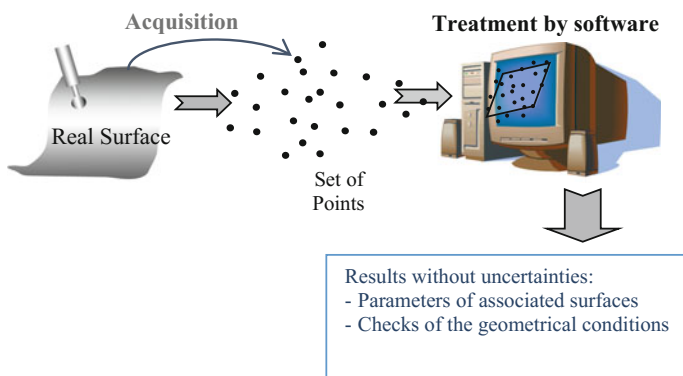 Acquisition
Treatment by software
Real Surface
Set of
Points
Results without uncertainties:
- Parameters of associated surfaces
- Checks of the geometrical conditions